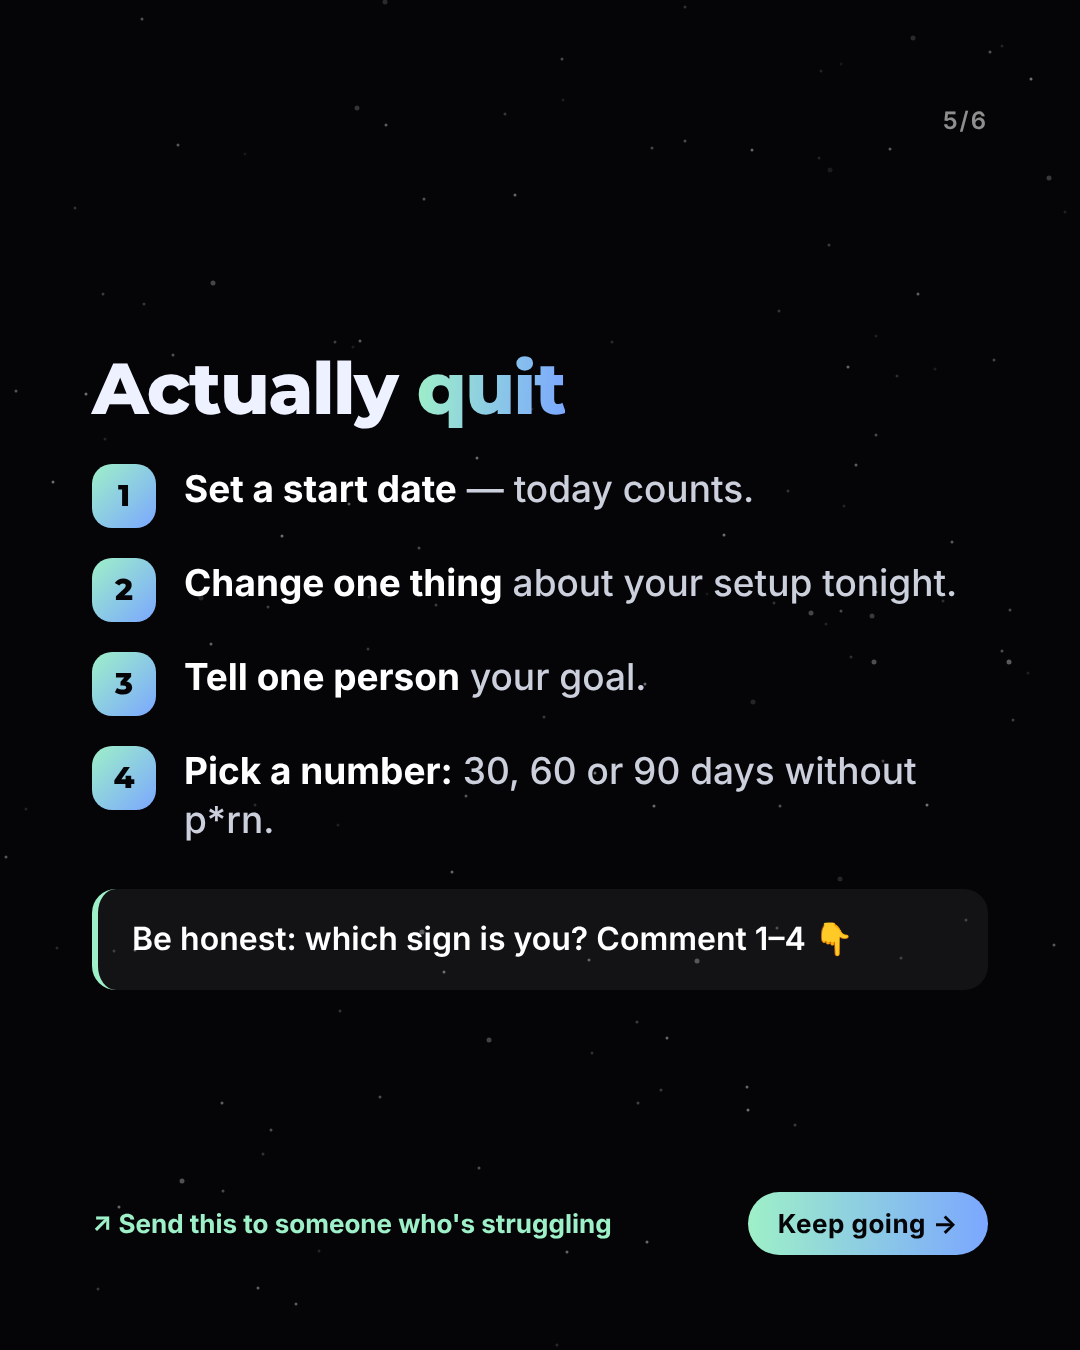 5/6
Actually quit
1 Set a start date — today counts.
2 Change one thing about your setup tonight.
3 Tell one person your goal.
4 Pick a number: 30, 60 or 90 days without
p*rn.
Be honest: which sign is you? Comment 1–4 👇
↗ Send this to someone who's struggling
Keep going →